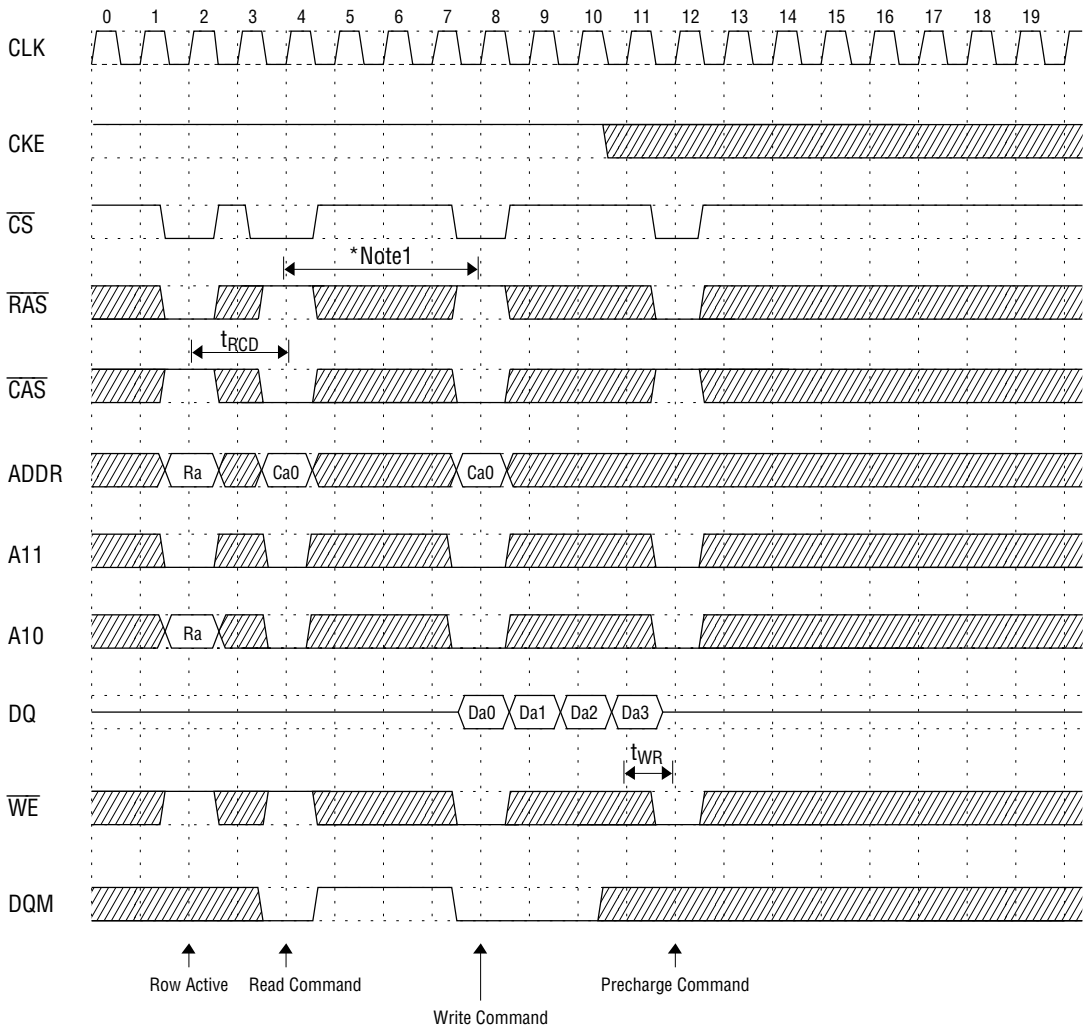 0 1 2 3 4 5 6 7 8 9 10 11 12 13 14 15 16 17 18 19
CLK
CKE
CS
*Note1
RAS
tRCD
CAS
ADDR Ra Ca0 Ca0
A11
A10 Ra
DQ Da0 Da1 Da2 Da3
tWR
WE
DQM
Row Active Read Command Precharge Command
Write Command